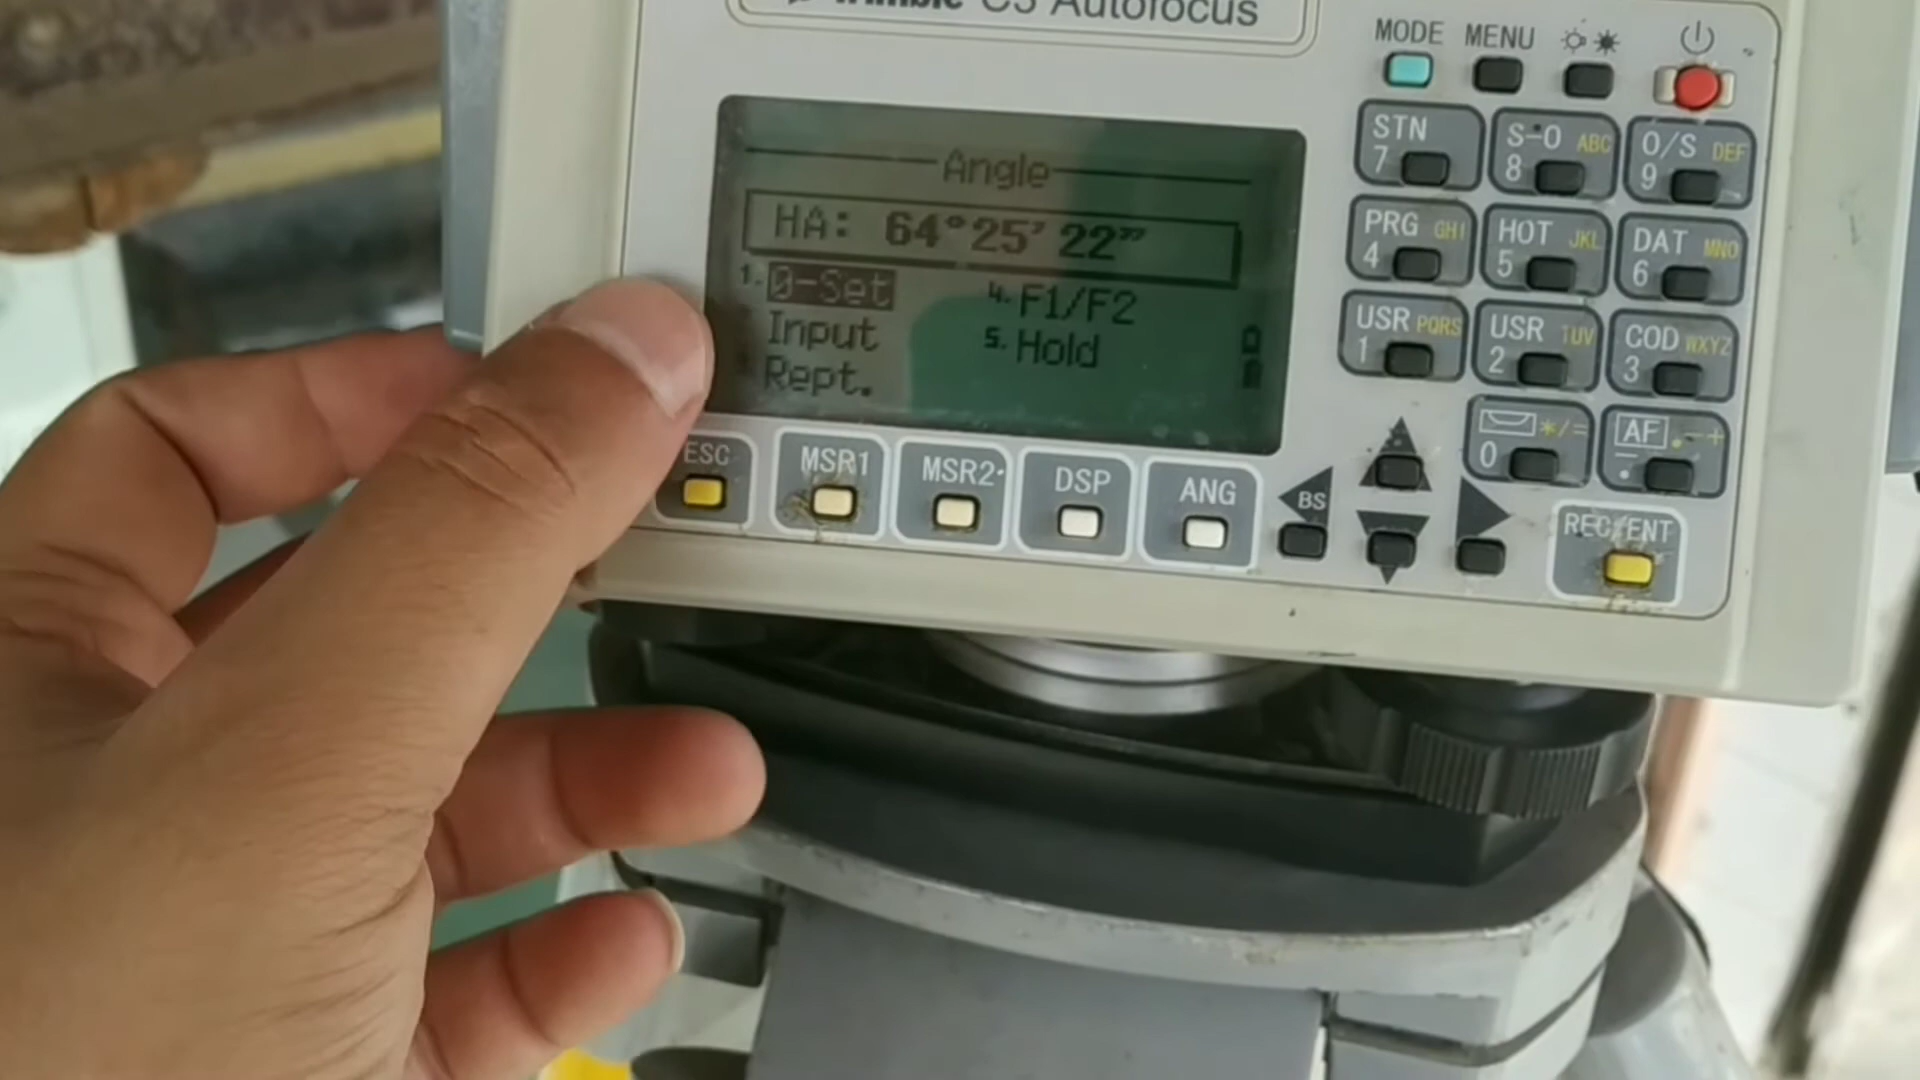 Trimble C3 Autofocus
MODE MENU
Angle
HA: 64°25'22"
1. 0-Set 4. F1/F2
Input 5. Hold
Rept.
STN 7 S-O ABC 8 O/S DEF 9
PRG GHI 4 HOT JKL 5 DAT MNO 6
USR PQRS 1 USR TUV 2 COD WXYZ 3
*/= 0 AF .-+ .
ESC MSR1 MSR2 DSP ANG BS REC/ENT